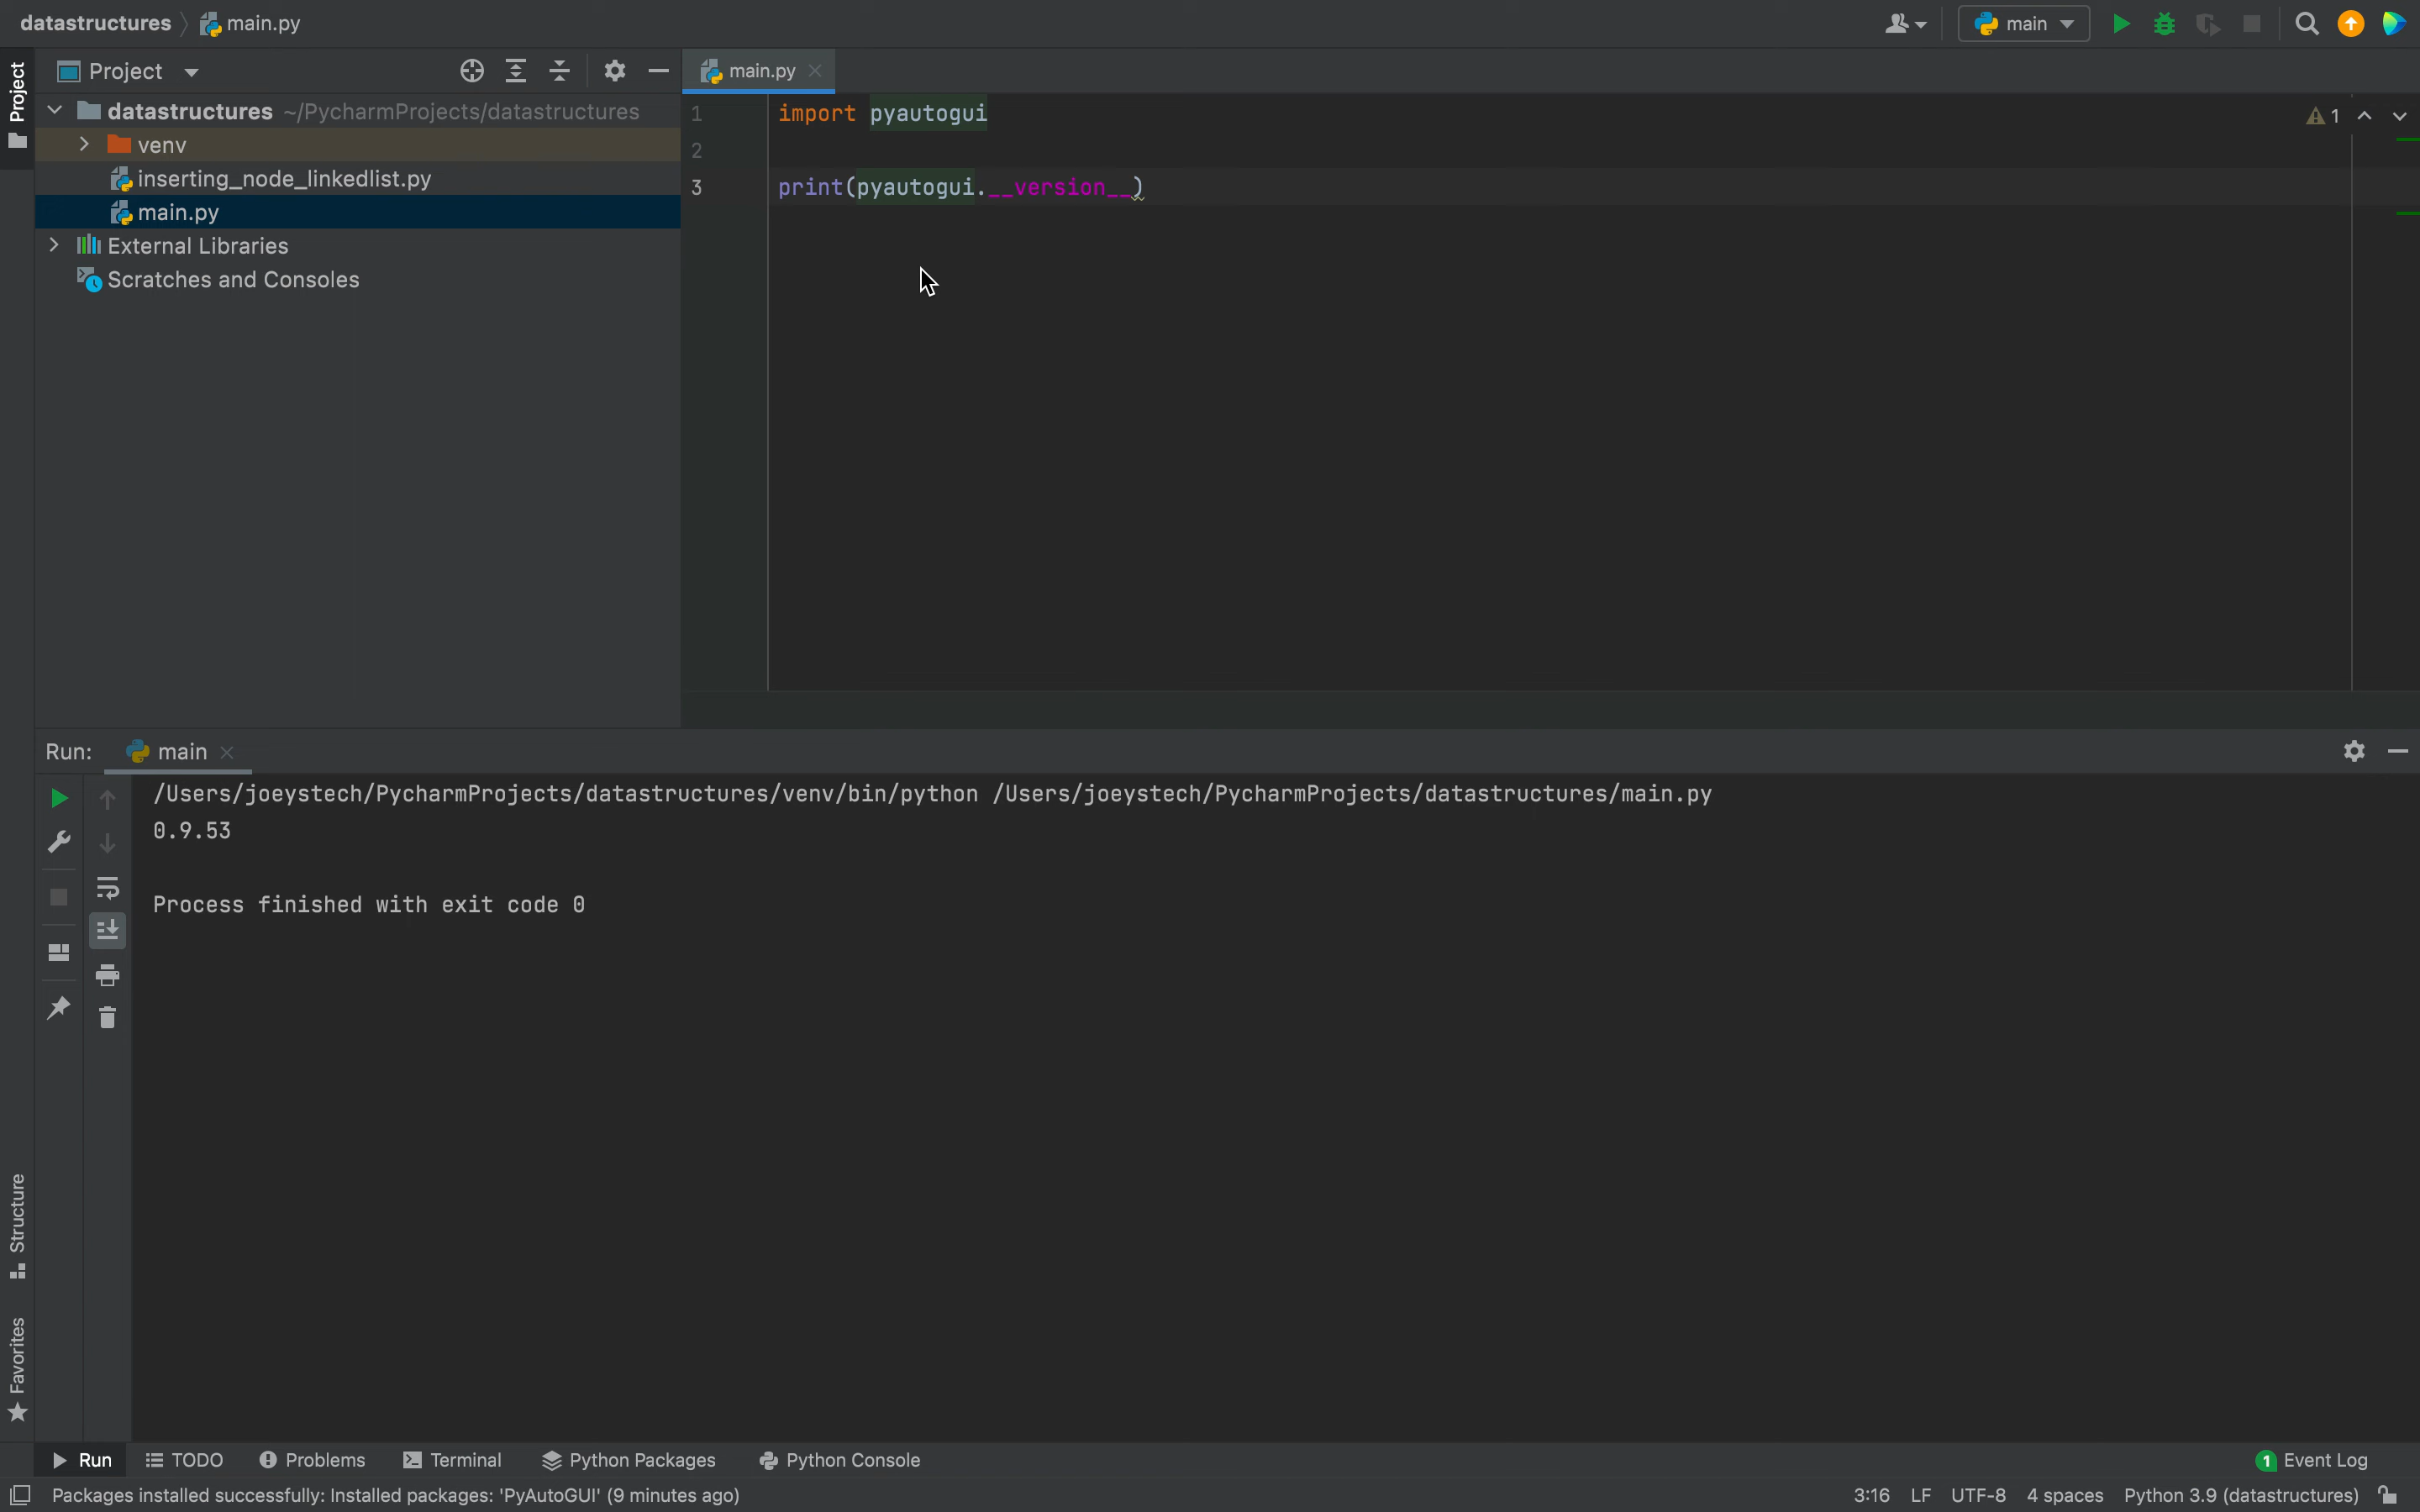 datastructures main.py
main
Project
Project
main.py
datastructures ~/PycharmProjects/datastructures
venv
inserting_node_linkedlist.py
main.py
External Libraries
Scratches and Consoles
1 import pyautogui
2
3 print(pyautogui.__version__)
1
Run: main
/Users/joeystech/PycharmProjects/datastructures/venv/bin/python /Users/joeystech/PycharmProjects/datastructures/main.py
0.9.53
Process finished with exit code 0
Structure
Favorites
Run TODO Problems Terminal Python Packages Python Console 1 Event Log
Packages installed successfully: Installed packages: 'PyAutoGUI' (9 minutes ago) 3:16 LF UTF-8 4 spaces Python 3.9 (datastructures)